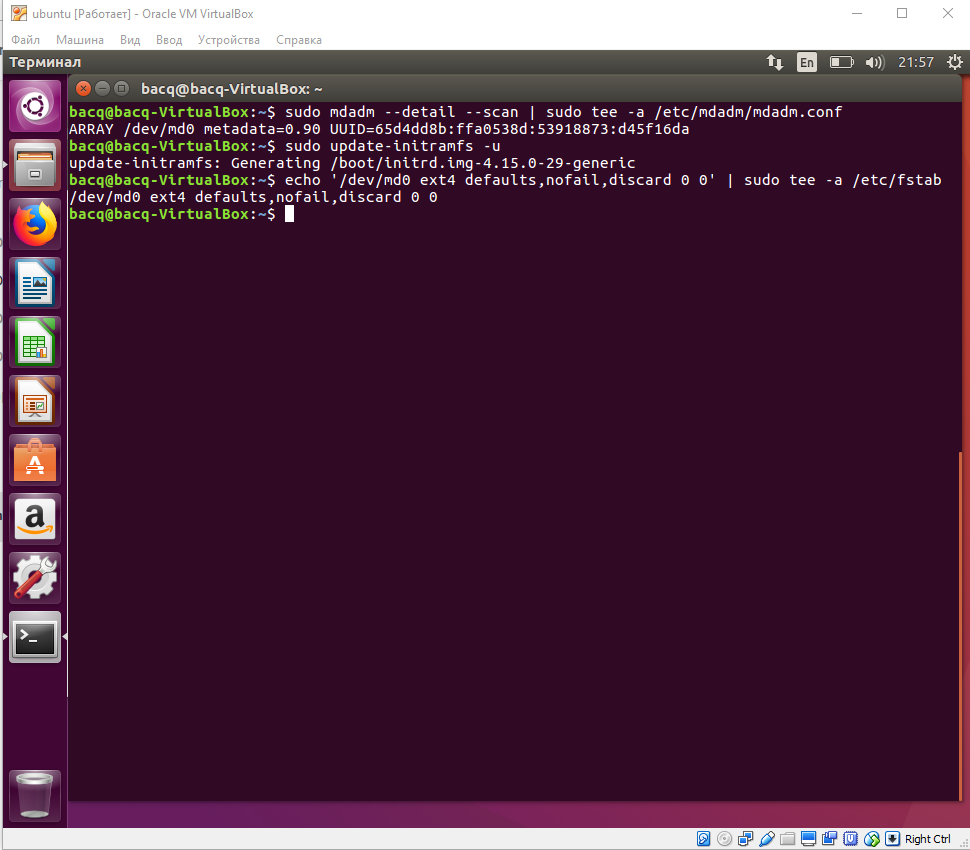 ubuntu [Работает] - Oracle VM VirtualBox
Файл Машина Вид Ввод Устройства Справка
Терминал En 21:57
bacq@bacq-VirtualBox: ~
bacq@bacq-VirtualBox:~$ sudo mdadm --detail --scan | sudo tee -a /etc/mdadm/mdadm.conf
ARRAY /dev/md0 metadata=0.90 UUID=65d4dd8b:ffa0538d:53918873:d45f16da
bacq@bacq-VirtualBox:~$ sudo update-initramfs -u
update-initramfs: Generating /boot/initrd.img-4.15.0-29-generic
bacq@bacq-VirtualBox:~$ echo '/dev/md0 ext4 defaults,nofail,discard 0 0' | sudo tee -a /etc/fstab
/dev/md0 ext4 defaults,nofail,discard 0 0
bacq@bacq-VirtualBox:~$
Right Ctrl